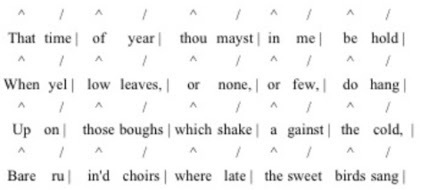 ^ / ^ / ^ / ^ / ^ /
That time | of year | thou mayst | in me | be hold |
^ / ^ / ^ / ^ / ^ /
When yel | low leaves, | or none, | or few, | do hang |
^ / ^ / ^ / ^ / ^ /
Up on | those boughs | which shake | a gainst | the cold, |
^ / ^ / ^ / ^ / ^ /
Bare ru | in'd choirs | where late | the sweet birds sang |